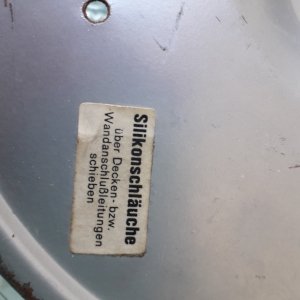 Silikonschläuche
über Decken- bzw.
Wandanschlußleitungen
schieben